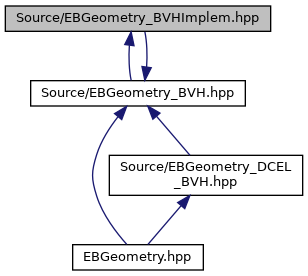 Source/EBGeometry_BVHImplem.hpp
Source/EBGeometry_BVH.hpp
Source/EBGeometry_DCEL
_BVH.hpp
EBGeometry.hpp